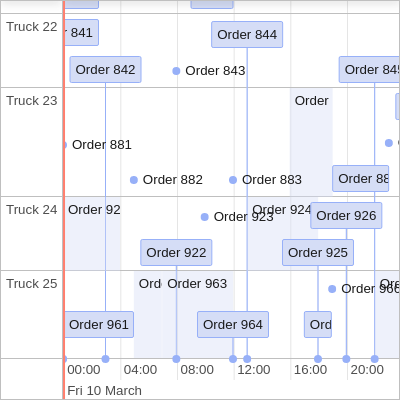 Truck 22
841
Order 844
Order 842
Order 843
Order 845
Truck 23
Order
Order 881
Order 882
Order 883
Order 88
Truck 24
Order 92
Order 923
Order 924
Order 926
Order 922
Order 925
Truck 25
Ord
Order 963
Order 966
Order 961
Order 964
Ord
00:00
04:00
08:00
12:00
16:00
20:00
Fri 10 March